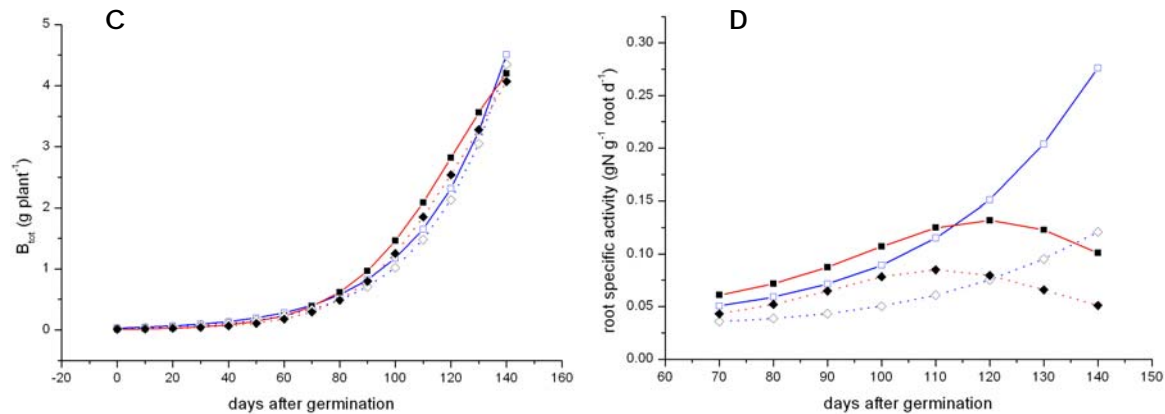 C
5
4
3
2
1
0
B_tot (g plant⁻¹)
-20 0 20 40 60 80 100 120 140 160
days after germination
D
0.30
0.25
0.20
0.15
0.10
0.05
0.00
root specific activity (gN g⁻¹ root d⁻¹)
70 80 90 100 110 120 130 140 150
days after germination